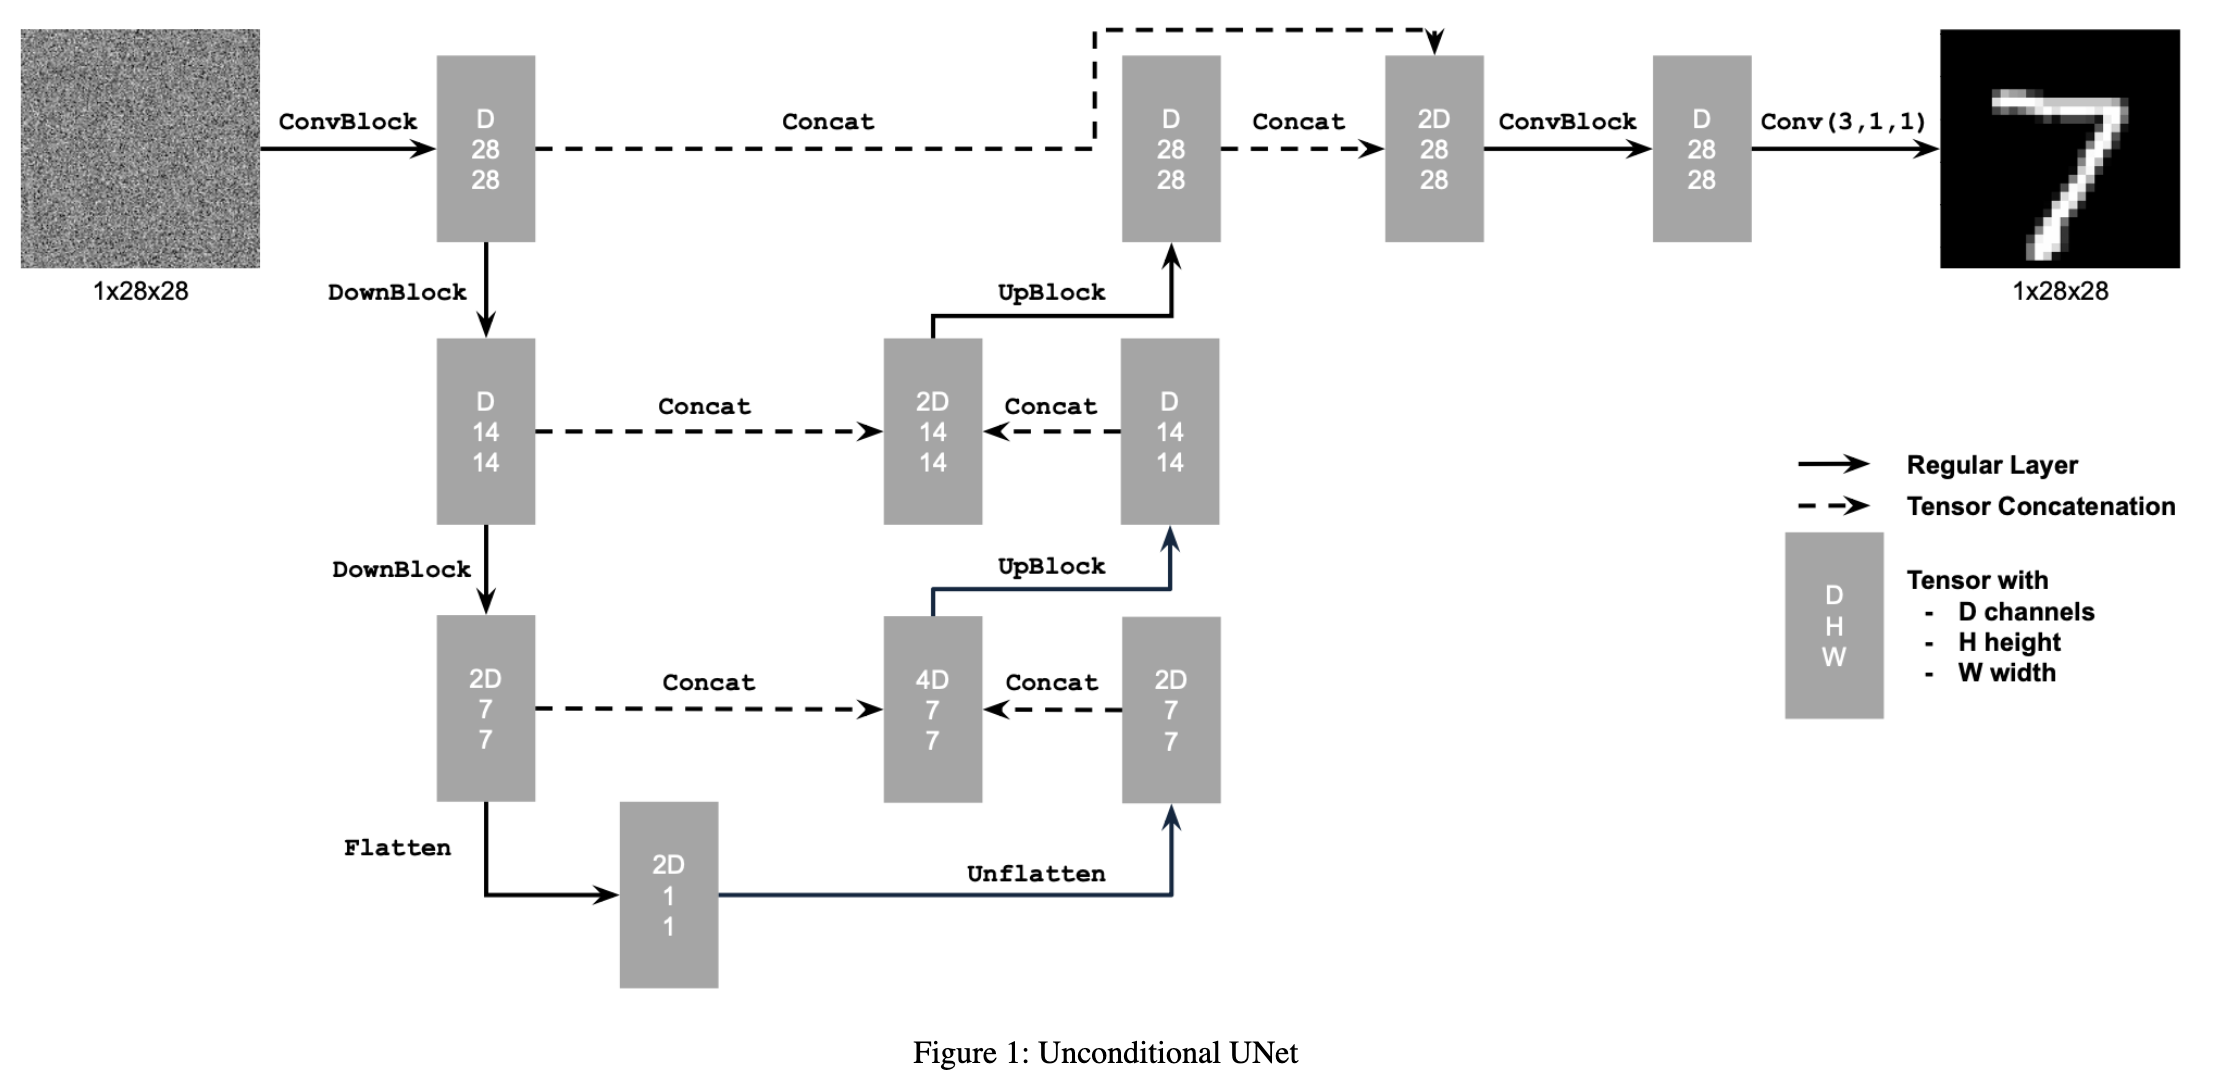 ConvBlock
D
28
28
Concat
D
28
28
Concat
2D
28
28
ConvBlock
D
28
28
Conv(3,1,1)
1x28x28
1x28x28
DownBlock
UpBlock
D
14
14
Concat
2D
14
14
Concat
D
14
14
DownBlock
UpBlock
2D
7
7
Concat
4D
7
7
Concat
2D
7
7
Flatten
2D
1
1
Unflatten
Regular Layer
Tensor Concatenation
D
H
W
Tensor with
- D channels
- H height
- W width
Figure 1: Unconditional UNet